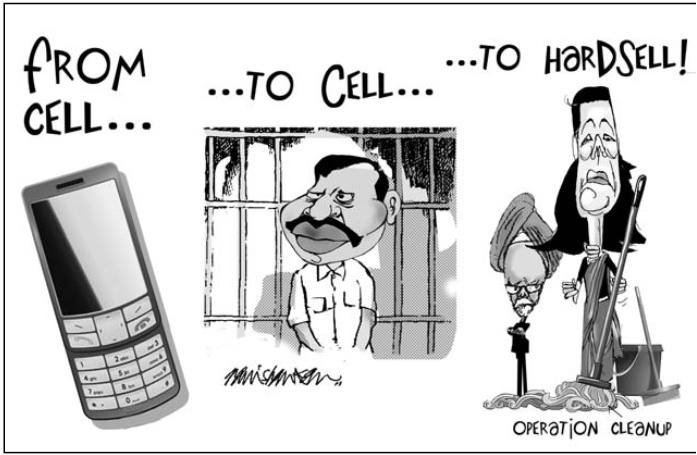 FROM
CELL...
...TO CELL...
...TO HARDSELL!
OPERATION CLEANUP